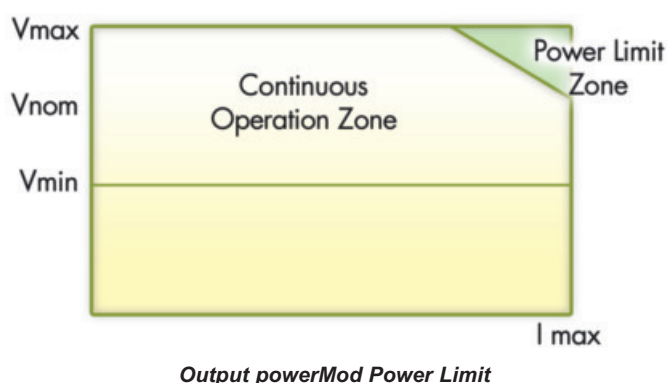 Vmax
Power Limit
Zone
Continuous
Operation Zone
Vnom
Vmin
I max
Output powerMod Power Limit